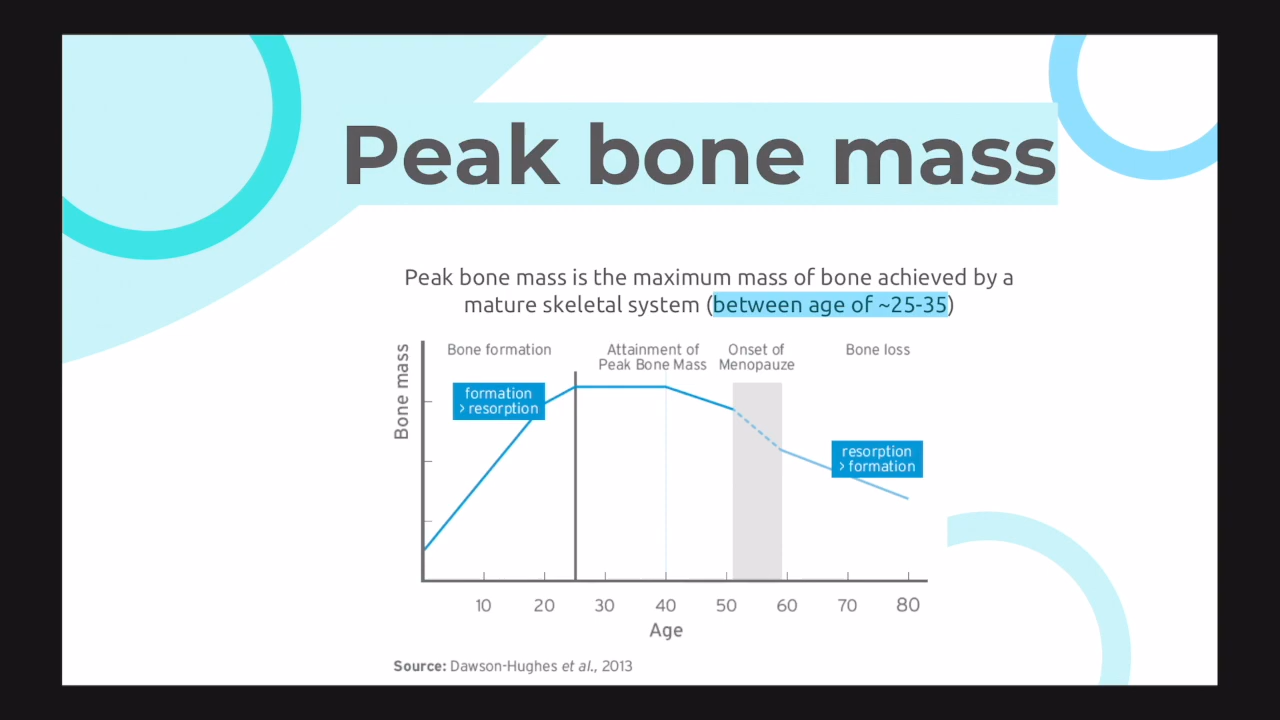 Peak bone mass
Peak bone mass is the maximum mass of bone achieved by a
mature skeletal system (between age of ~25-35)
Bone mass
Bone formation
Attainment of
Peak Bone Mass
Onset of
Menopauze
Bone loss
formation
> resorption
resorption
> formation
10 20 30 40 50 60 70 80
Age
Source: Dawson-Hughes et al., 2013